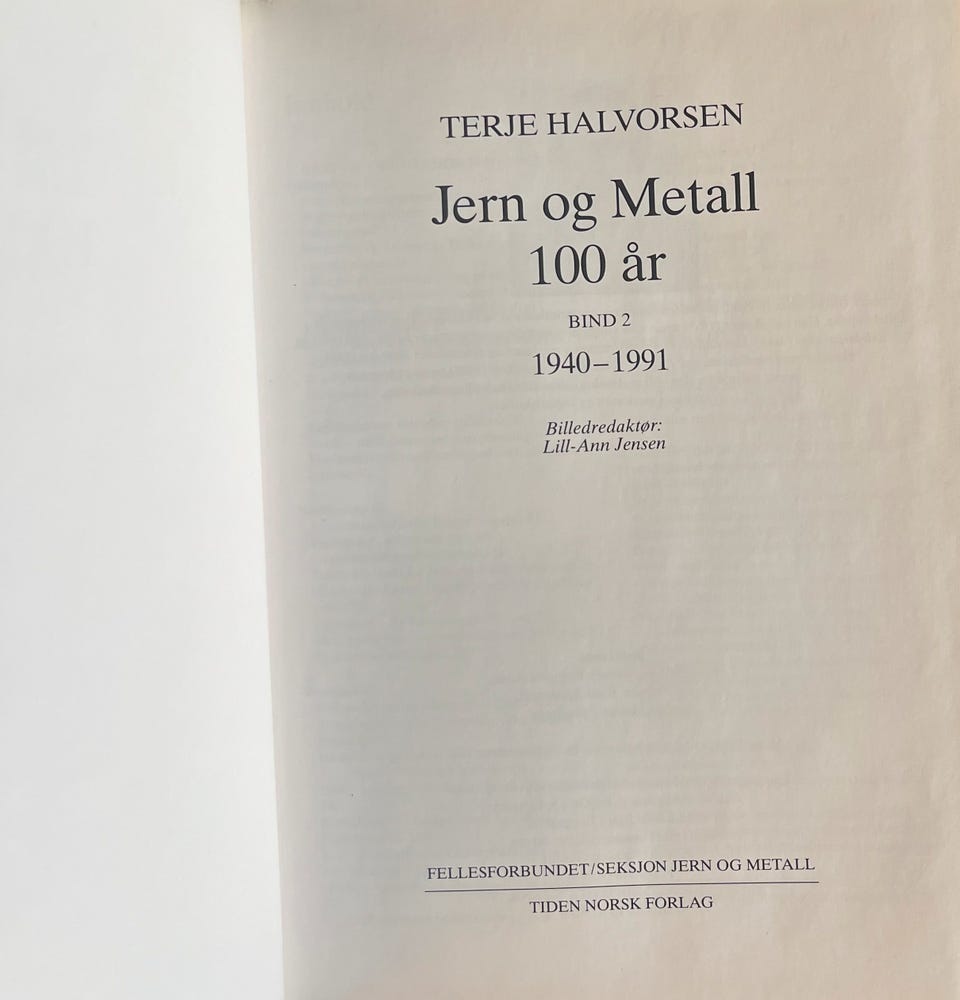 TERJE HALVORSEN
Jern og Metall
100 år
BIND 2
1940–1991
Billedredaktør:
Lill-Ann Jensen
FELLESFORBUNDET/SEKSJON JERN OG METALL
TIDEN NORSK FORLAG